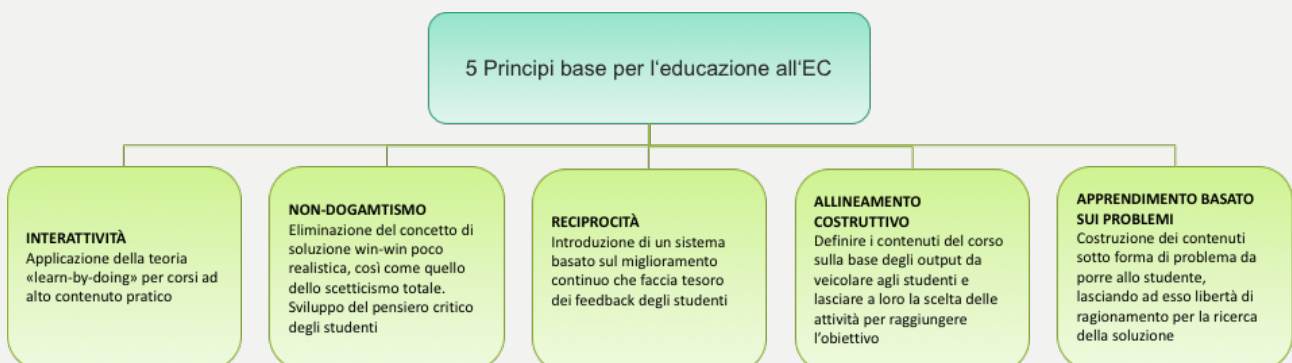 5 Principi base per l'educazione all'EC
INTERATTIVITÀ
Applicazione della teoria
«learn-by-doing» per corsi ad
alto contenuto pratico
NON-DOGAMTISMO
Eliminazione del concetto di
soluzione win-win poco
realistica, così come quello
dello scetticismo totale.
Sviluppo del pensiero critico
degli studenti
RECIPROCITÀ
Introduzione di un sistema
basato sul miglioramento
continuo che faccia tesoro
dei feedback degli studenti
ALLINEAMENTO
COSTRUTTIVO
Definire i contenuti del corso
sulla base degli output da
veicolare agli studenti e
lasciare a loro la scelta delle
attività per raggiungere
l'obiettivo
APPRENDIMENTO BASATO
SUI PROBLEMI
Costruzione dei contenuti
sotto forma di problema da
porre allo studente,
lasciando ad esso libertà di
ragionamento per la ricerca
della soluzione